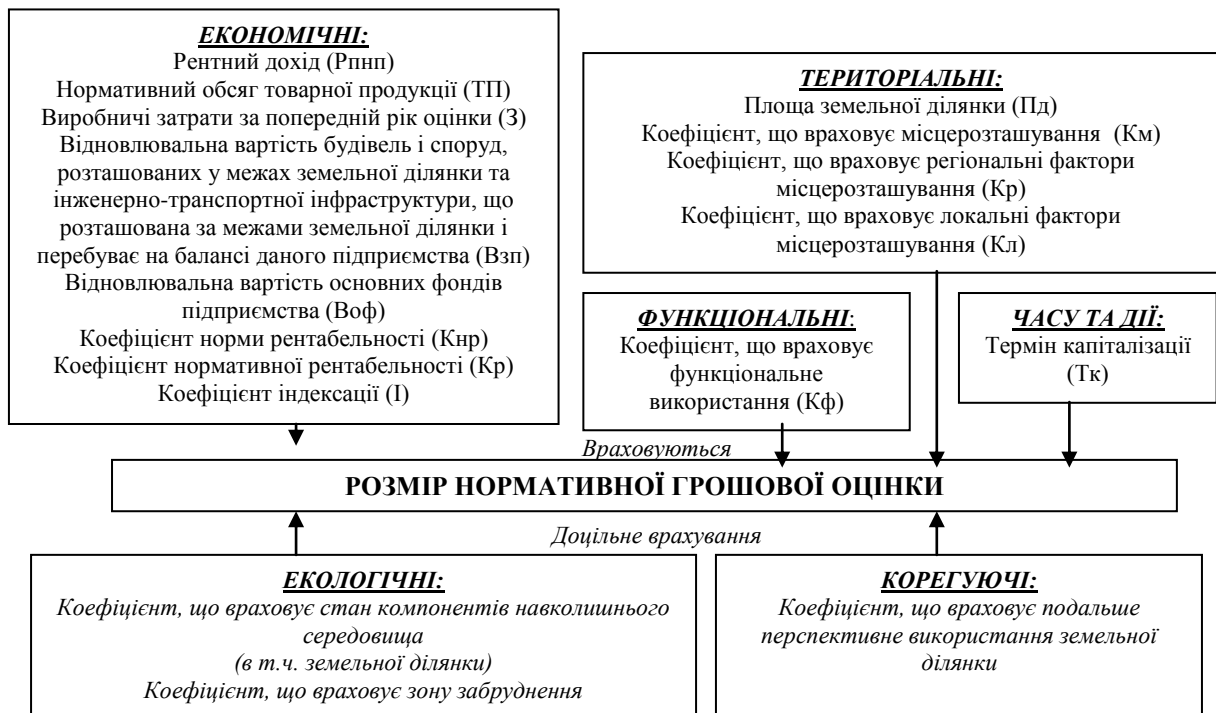 ЕКОНОМІЧНІ:
Рентний дохід (Рпнп)
Нормативний обсяг товарної продукції (ТП)
Виробничі затрати за попередній рік оцінки (З)
Відновлювальна вартість будівель і споруд,
розташованих у межах земельної ділянки та
інженерно-транспортної інфраструктури, що
розташована за межами земельної ділянки і
перебуває на балансі даного підприємства (Взп)
Відновлювальна вартість основних фондів
підприємства (Воф)
Коефіцієнт норми рентабельності (Кнр)
Коефіцієнт нормативної рентабельності (Кр)
Коефіцієнт індексації (І)
ТЕРИТОРІАЛЬНІ:
Площа земельної ділянки (Пд)
Коефіцієнт, що враховує місцерозташування (Км)
Коефіцієнт, що враховує регіональні фактори
місцерозташування (Кр)
Коефіцієнт, що враховує локальні фактори
місцерозташування (Кл)
ФУНКЦІОНАЛЬНІ:
Коефіцієнт, що враховує
функціональне
використання (Кф)
ЧАСУ ТА ДІЇ:
Термін капіталізації
(Тк)
Враховуються
РОЗМІР НОРМАТИВНОЇ ГРОШОВОЇ ОЦІНКИ
Доцільне врахування
ЕКОЛОГІЧНІ:
Коефіцієнт, що враховує стан компонентів навколишнього
середовища
(в т.ч. земельної ділянки)
Коефіцієнт, що враховує зону забруднення
КОРЕГУЮЧІ:
Коефіцієнт, що враховує подальше
перспективне використання земельної
ділянки